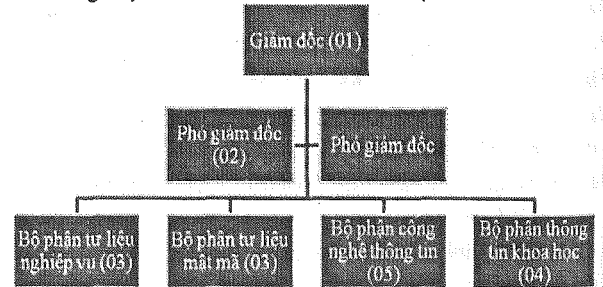 Giám đốc (01)
Phó giám đốc
(02)
Phó giám đốc
Bộ phận tư liệu
nghiệp vụ (03)
Bộ phận tư liệu
mật mã (03)
Bộ phận công
nghệ thông tin
(05)
Bộ phận thông
tin khoa học
(04)